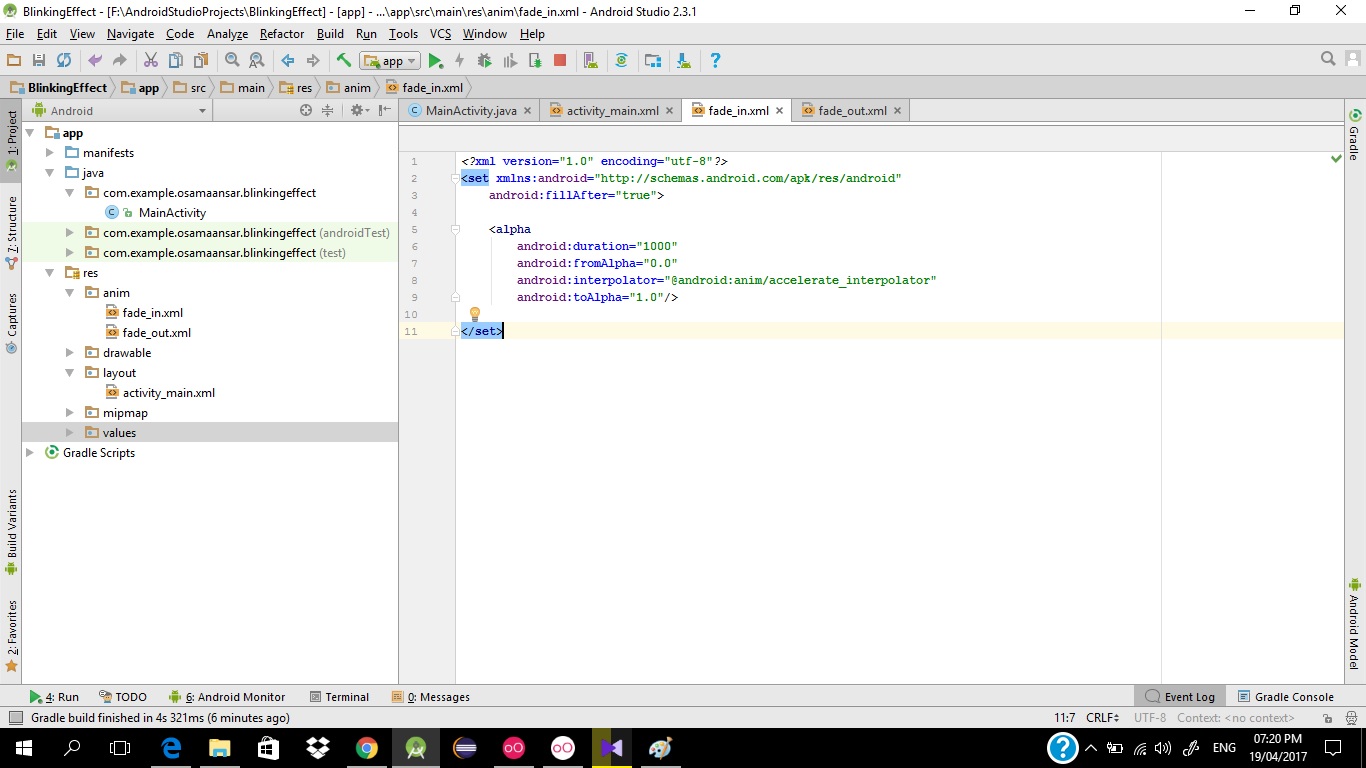 BlinkingEffect - [F:\AndroidStudioProjects\BlinkingEffect] - [app] - ...\app\src\main\res\anim\fade_in.xml - Android Studio 2.3.1
File Edit View Navigate Code Analyze Refactor Build Run Tools VCS Window Help
app
BlinkingEffect app src main res anim fade_in.xml
Android
MainActivity.java activity_main.xml fade_in.xml fade_out.xml
1: Project
7: Structure
Captures
Build Variants
2: Favorites
app
manifests
java
com.example.osamaansar.blinkingeffect
MainActivity
com.example.osamaansar.blinkingeffect (androidTest)
com.example.osamaansar.blinkingeffect (test)
res
anim
fade_in.xml
fade_out.xml
drawable
layout
activity_main.xml
mipmap
values
Gradle Scripts
1 <?xml version="1.0" encoding="utf-8"?>
2 <set xmlns:android="http://schemas.android.com/apk/res/android"
3 android:fillAfter="true">
4
5 <alpha
6 android:duration="1000"
7 android:fromAlpha="0.0"
8 android:interpolator="@android:anim/accelerate_interpolator"
9 android:toAlpha="1.0"/>
10
11 </set>
Gradle
Android Model
4: Run TODO 6: Android Monitor Terminal 0: Messages Event Log Gradle Console
Gradle build finished in 4s 321ms (6 minutes ago) 11:7 CRLF UTF-8 Context: <no context>
ENG 07:20 PM
19/04/2017